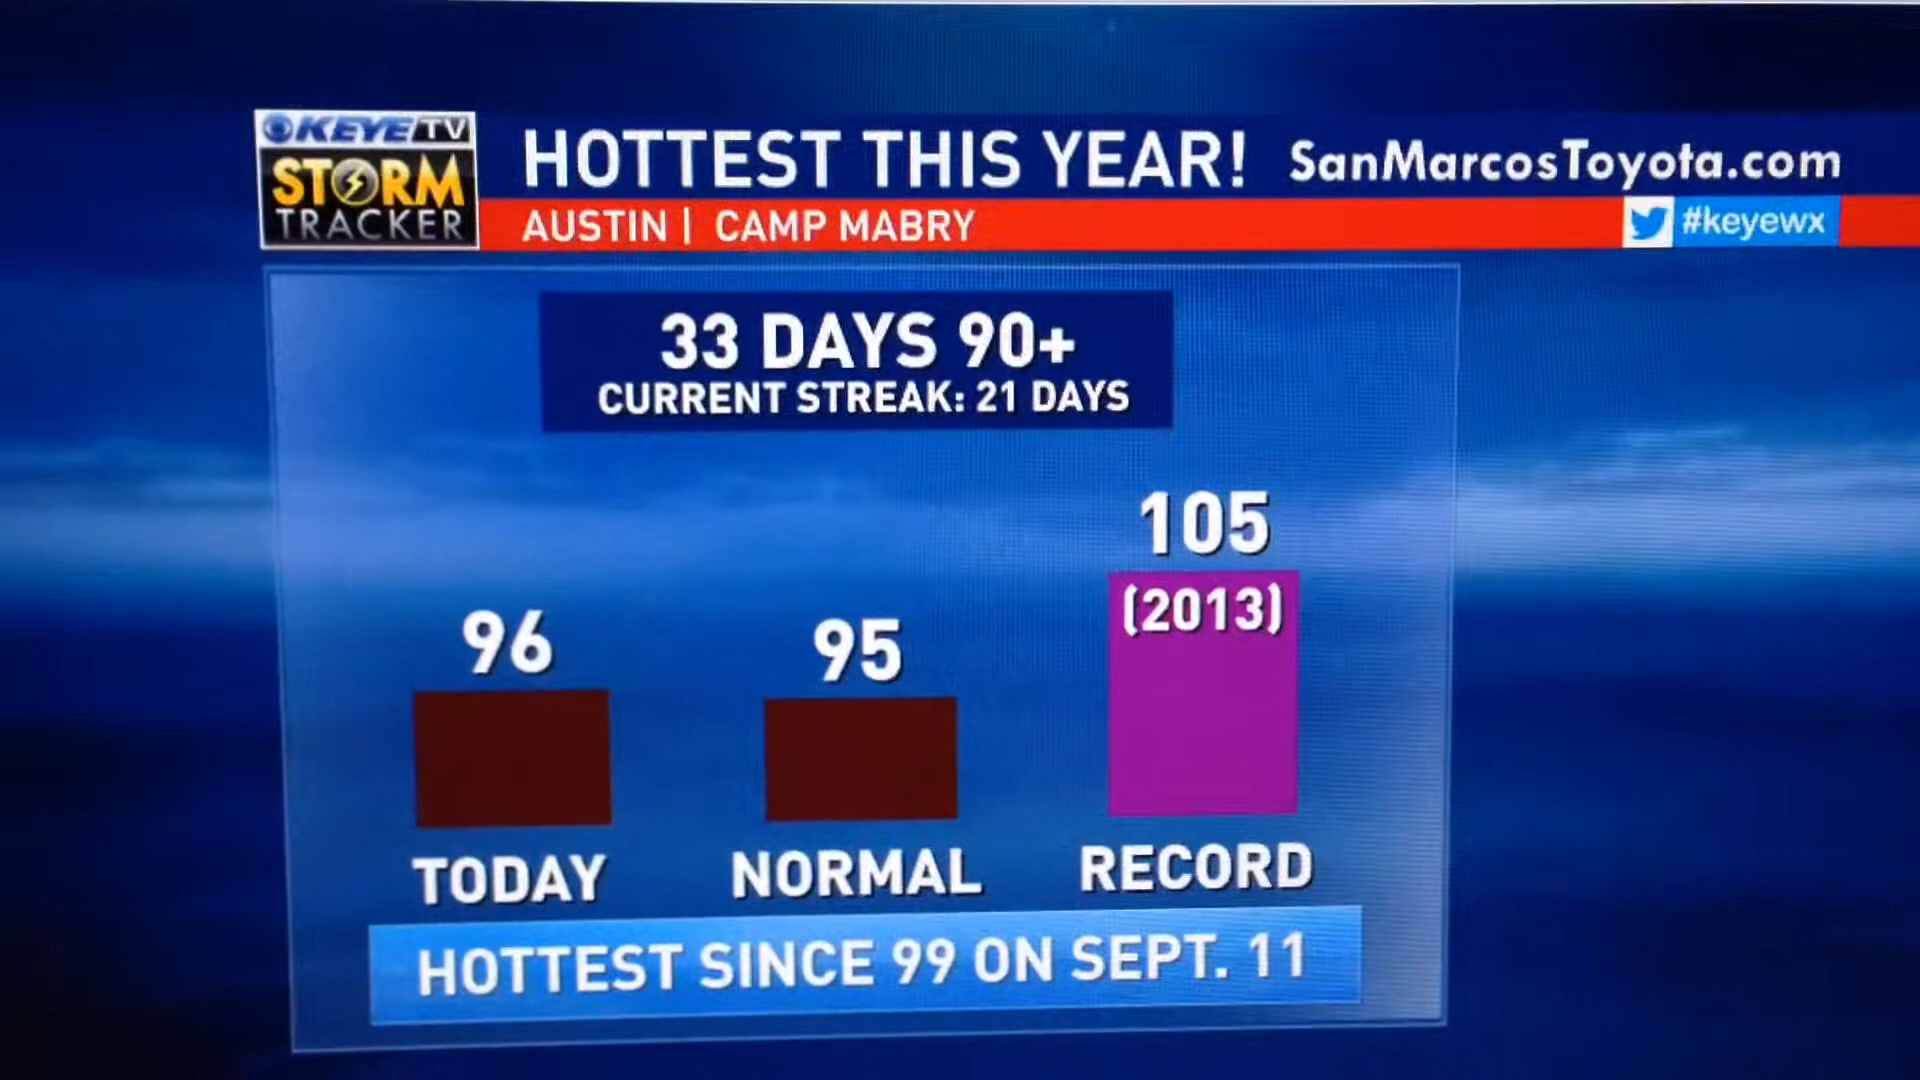 KEYE TV
STORM
TRACKER
HOTTEST THIS YEAR!
SanMarcosToyota.com
AUSTIN | CAMP MABRY
#keyewx
33 DAYS 90+
CURRENT STREAK: 21 DAYS
96
95
105
(2013)
TODAY
NORMAL
RECORD
HOTTEST SINCE 99 ON SEPT. 11